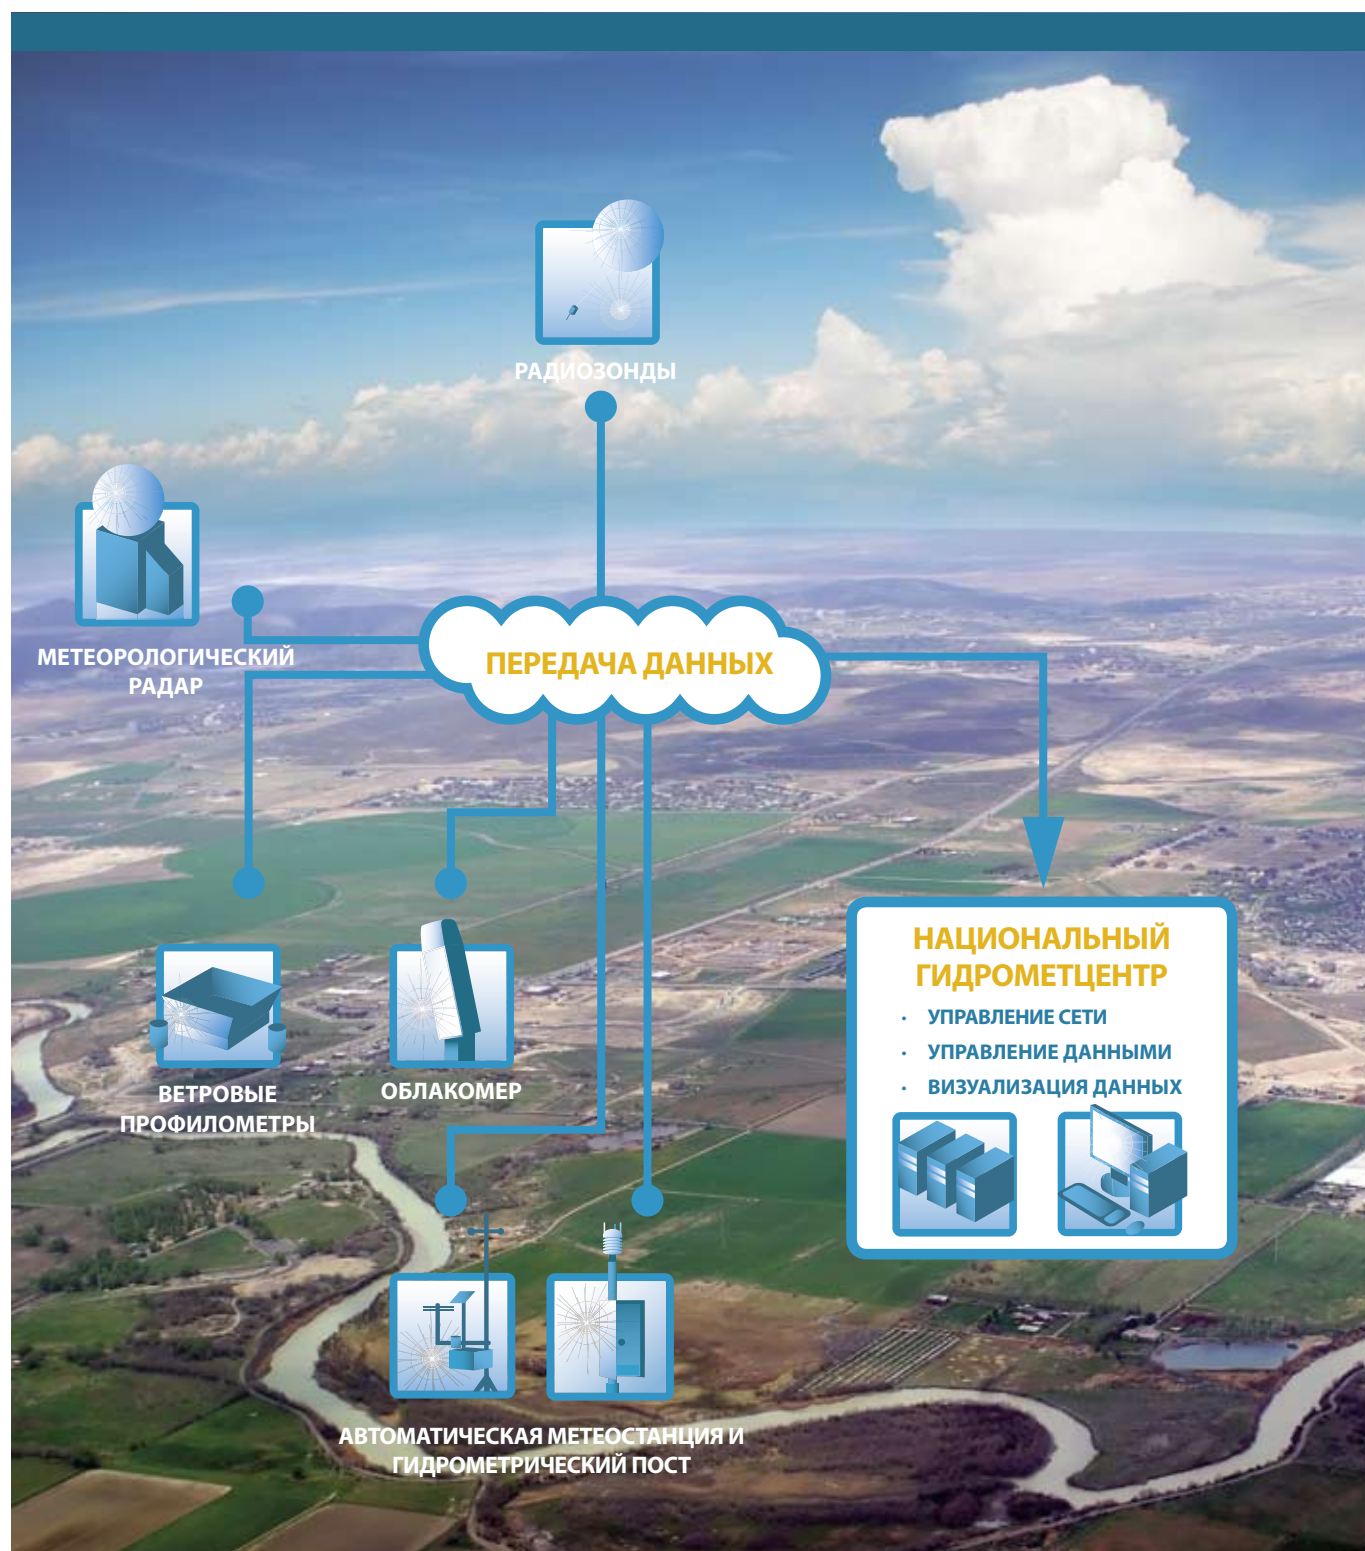 РАДИОЗОНДЫ
МЕТЕОРОЛОГИЧЕСКИЙ
РАДАР
ПЕРЕДАЧА ДАННЫХ
НАЦИОНАЛЬНЫЙ
ГИДРОМЕТЦЕНТР
· УПРАВЛЕНИЕ СЕТИ
· УПРАВЛЕНИЕ ДАННЫМИ
· ВИЗУАЛИЗАЦИЯ ДАННЫХ
ВЕТРОВЫЕ
ПРОФИЛОМЕТРЫ
ОБЛАКОМЕР
АВТОМАТИЧЕСКАЯ МЕТЕОСТАНЦИЯ И
ГИДРОМЕТРИЧЕСКИЙ ПОСТ